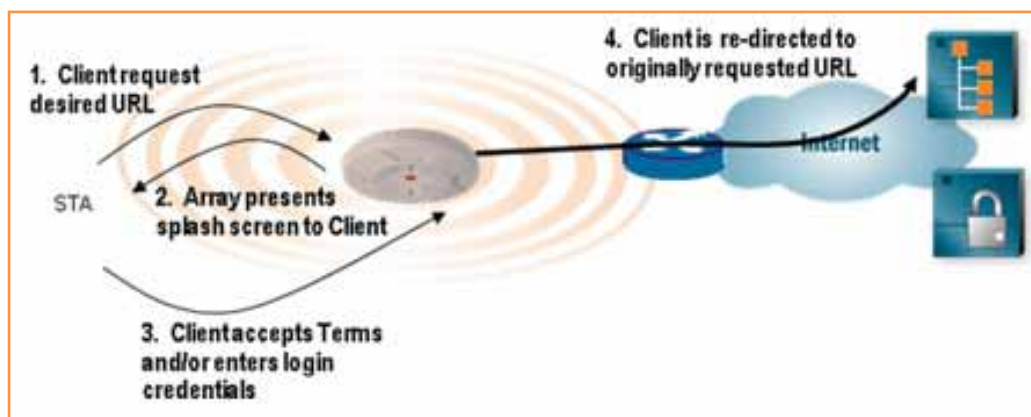 1. Client request
desired URL
STA
2. Array presents
splash screen to Client
3. Client accepts Terms
and/or enters login
credentials
4. Client is re-directed to
originally requested URL
Internet